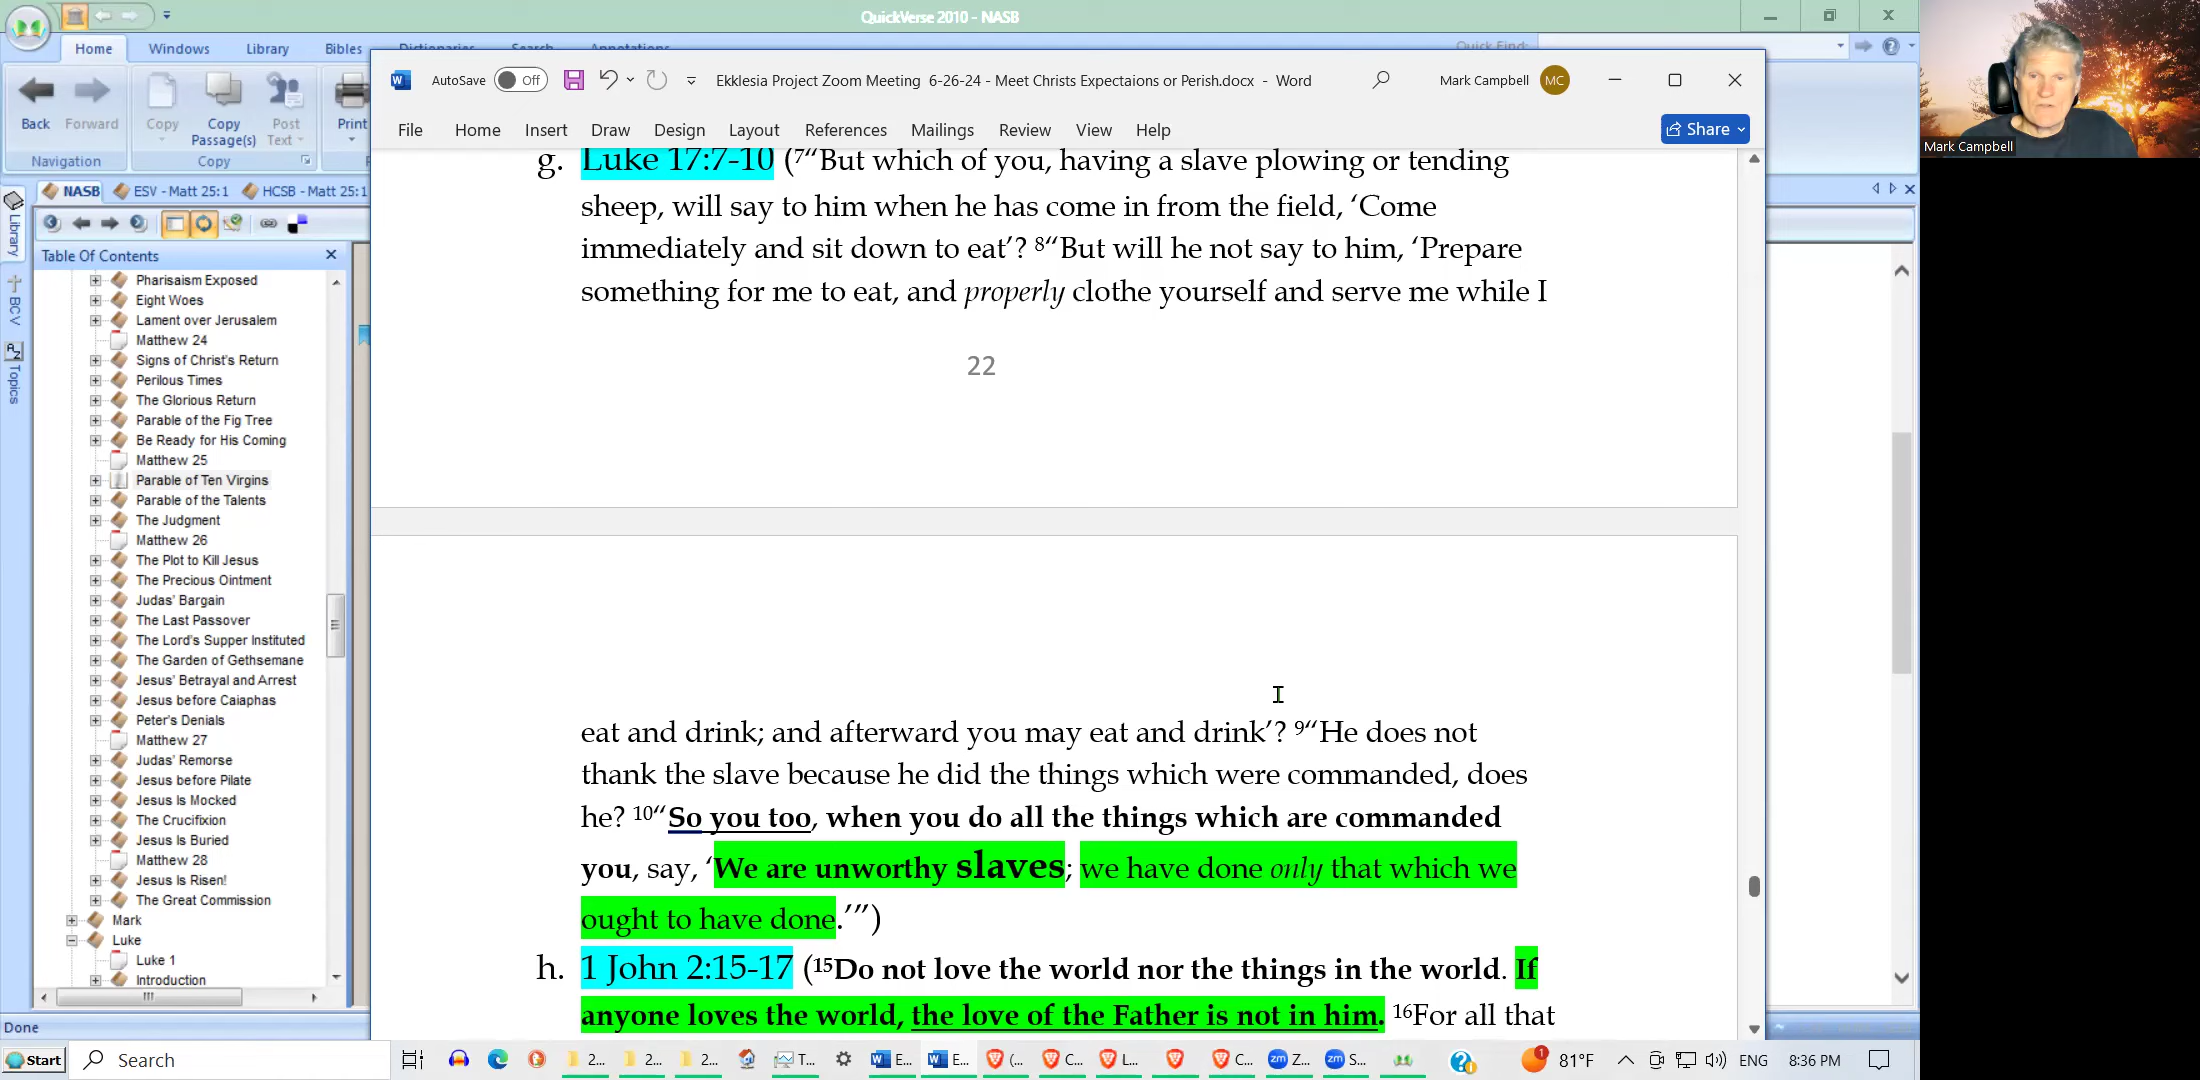 QuickVerse 2010 - NASB
Home Windows Library Bibles Dictionaries Search Annotations Quick Find:
Back Forward Copy Copy Passage(s) Post Text Print
Navigation Copy
NASB ESV - Matt 25:1 HCSB - Matt 25:1
Library
BCV
Topics
Table Of Contents
Pharisaism Exposed
Eight Woes
Lament over Jerusalem
Matthew 24
Signs of Christ's Return
Perilous Times
The Glorious Return
Parable of the Fig Tree
Be Ready for His Coming
Matthew 25
Parable of Ten Virgins
Parable of the Talents
The Judgment
Matthew 26
The Plot to Kill Jesus
The Precious Ointment
Judas' Bargain
The Last Passover
The Lord's Supper Instituted
The Garden of Gethsemane
Jesus' Betrayal and Arrest
Jesus before Caiaphas
Peter's Denials
Matthew 27
Judas' Remorse
Jesus before Pilate
Jesus Is Mocked
The Crucifixion
Jesus Is Buried
Matthew 28
Jesus Is Risen!
The Great Commission
Mark
Luke
Luke 1
Introduction
Done
AutoSave Off Ekklesia Project Zoom Meeting 6-26-24 - Meet Christs Expectaions or Perish.docx - Word Mark Campbell MC
File Home Insert Draw Design Layout References Mailings Review View Help Share
g. Luke 17:7-10 (7“But which of you, having a slave plowing or tending
sheep, will say to him when he has come in from the field, ‘Come
immediately and sit down to eat’? 8“But will he not say to him, ‘Prepare
something for me to eat, and properly clothe yourself and serve me while I
22
eat and drink; and afterward you may eat and drink’? 9“He does not
thank the slave because he did the things which were commanded, does
he? 10“So you too, when you do all the things which are commanded
you, say, ‘We are unworthy slaves; we have done only that which we
ought to have done.’”)
h. 1 John 2:15-17 (15Do not love the world nor the things in the world. If
anyone loves the world, the love of the Father is not in him. 16For all that
Mark Campbell
Start Search 2... 2... 2... T... E... E... (... C... L... C... Z... S... 1 81°F ENG 8:36 PM